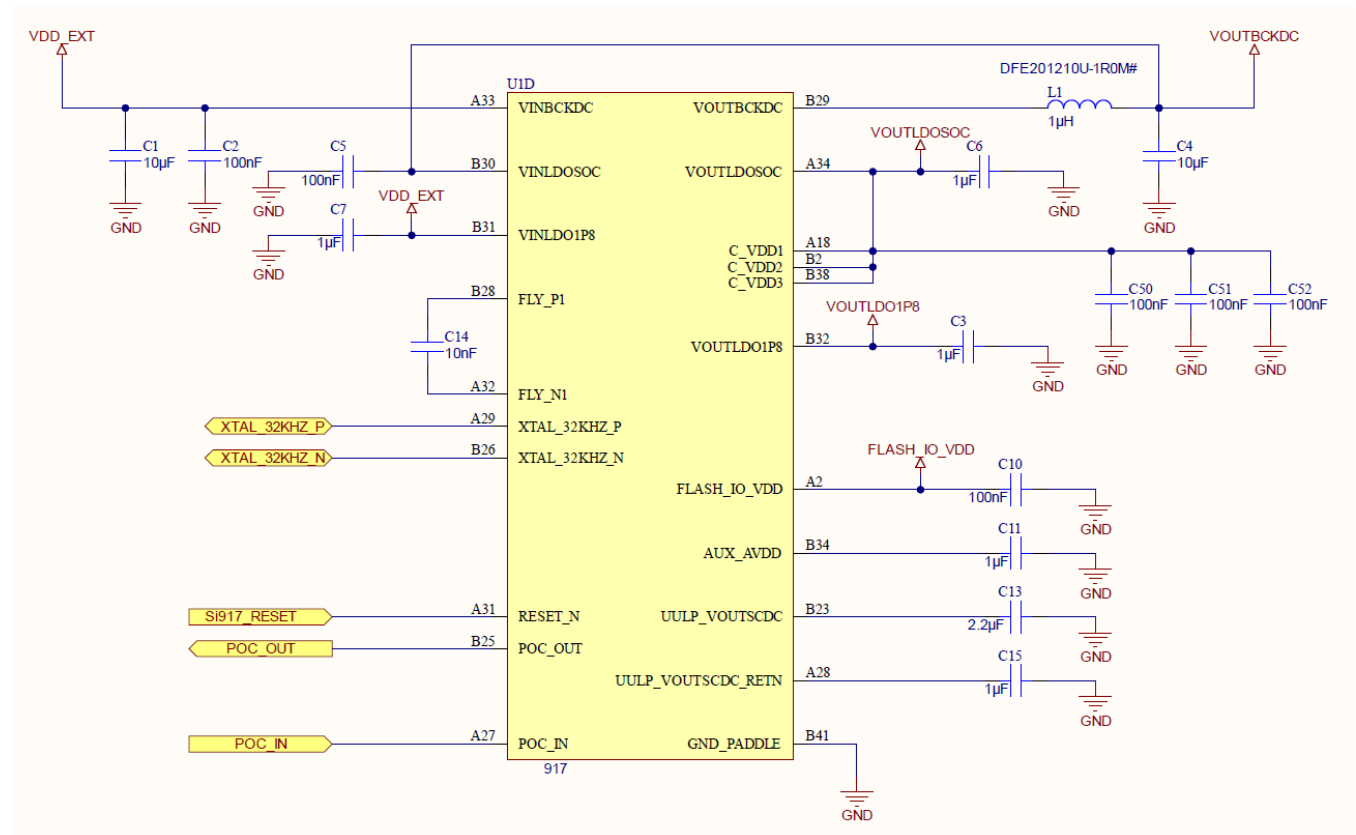 VDD_EXT
VOUTBCKDC
DFE201210U-1R0M#
U1D
A33 VINBCKDC
VOUTBCKDC B29
L1
1µH
C1
10µF
C2
100nF
GND
GND
C5
100nF
GND
B30 VINLDOSOC
VOUTLDOSOC
VOUTLDOSOC A34
C6
1µF
GND
C4
10µF
GND
VDD_EXT
C7
1µF
GND
B31 VINLDO1P8
C_VDD1 A18
C_VDD2 B2
C_VDD3 B38
C50
100nF
C51
100nF
C52
100nF
GND
GND
GND
B28 FLY_P1
C14
10nF
A32 FLY_N1
VOUTLDO1P8
VOUTLDO1P8 B32
C3
1µF
GND
XTAL_32KHZ_P A29 XTAL_32KHZ_P
XTAL_32KHZ_N B26 XTAL_32KHZ_N
FLASH_IO_VDD
FLASH_IO_VDD A2
C10
100nF
GND
AUX_AVDD B34
C11
1µF
GND
Si917_RESET A31 RESET_N
UULP_VOUTSCDC B23
C13
2.2µF
GND
POC_OUT B25 POC_OUT
UULP_VOUTSCDC_RETN A28
C15
1µF
GND
POC_IN A27 POC_IN
GND_PADDLE B41
GND
917